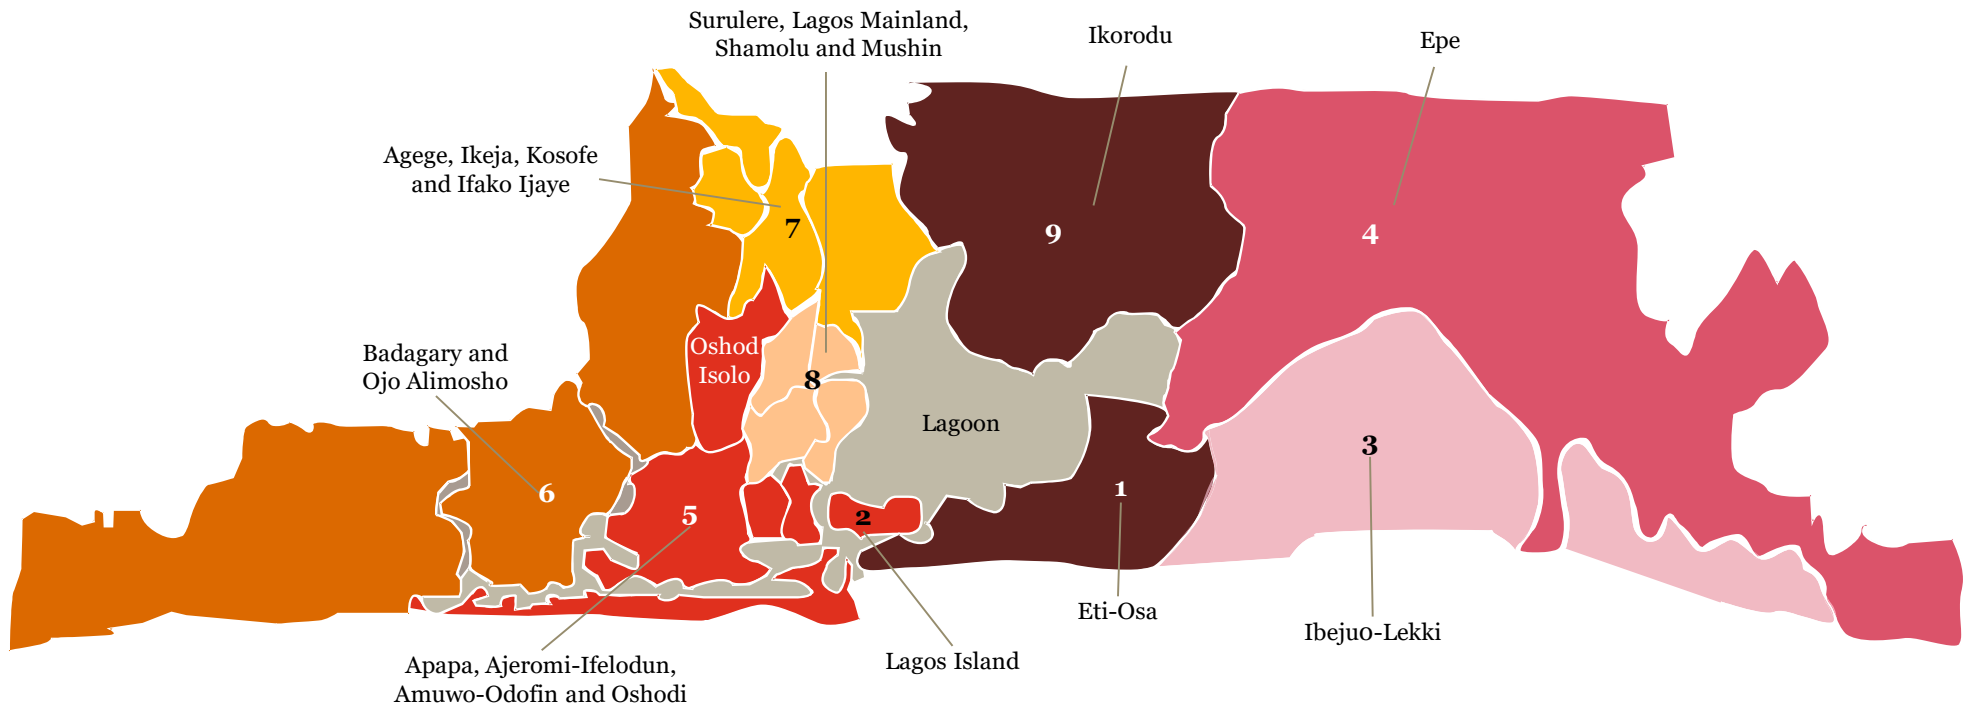 Surulere, Lagos Mainland,
Shamolu and Mushin
Ikorodu
Epe
Agege, Ikeja, Kosofe
and Ifako Ijaye
7
9
4
Oshod
Isolo
Badagary and
Ojo Alimosho
8
Lagoon
3
6
1
5
2
Eti-Osa
Ibejuo-Lekki
Lagos Island
Apapa, Ajeromi-Ifelodun,
Amuwo-Odofin and Oshodi